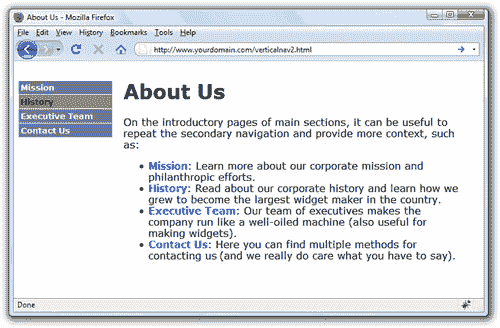 About Us - Mozilla Firefox
File Edit View History Bookmarks Tools Help
http://www.yourdomain.com/verticalnav2.html
Mission
History
Executive Team
Contact Us
About Us
On the introductory pages of main sections, it can be useful to
repeat the secondary navigation and provide more context, such
as:
• Mission: Learn more about our corporate mission and
philanthropic efforts.
• History: Read about our corporate history and learn how we
grew to become the largest widget maker in the country.
• Executive Team: Our team of executives makes the
company run like a well-oiled machine (also useful for
making widgets).
• Contact Us: Here you can find multiple methods for
contacting us (and we really do care what you have to say).
Done